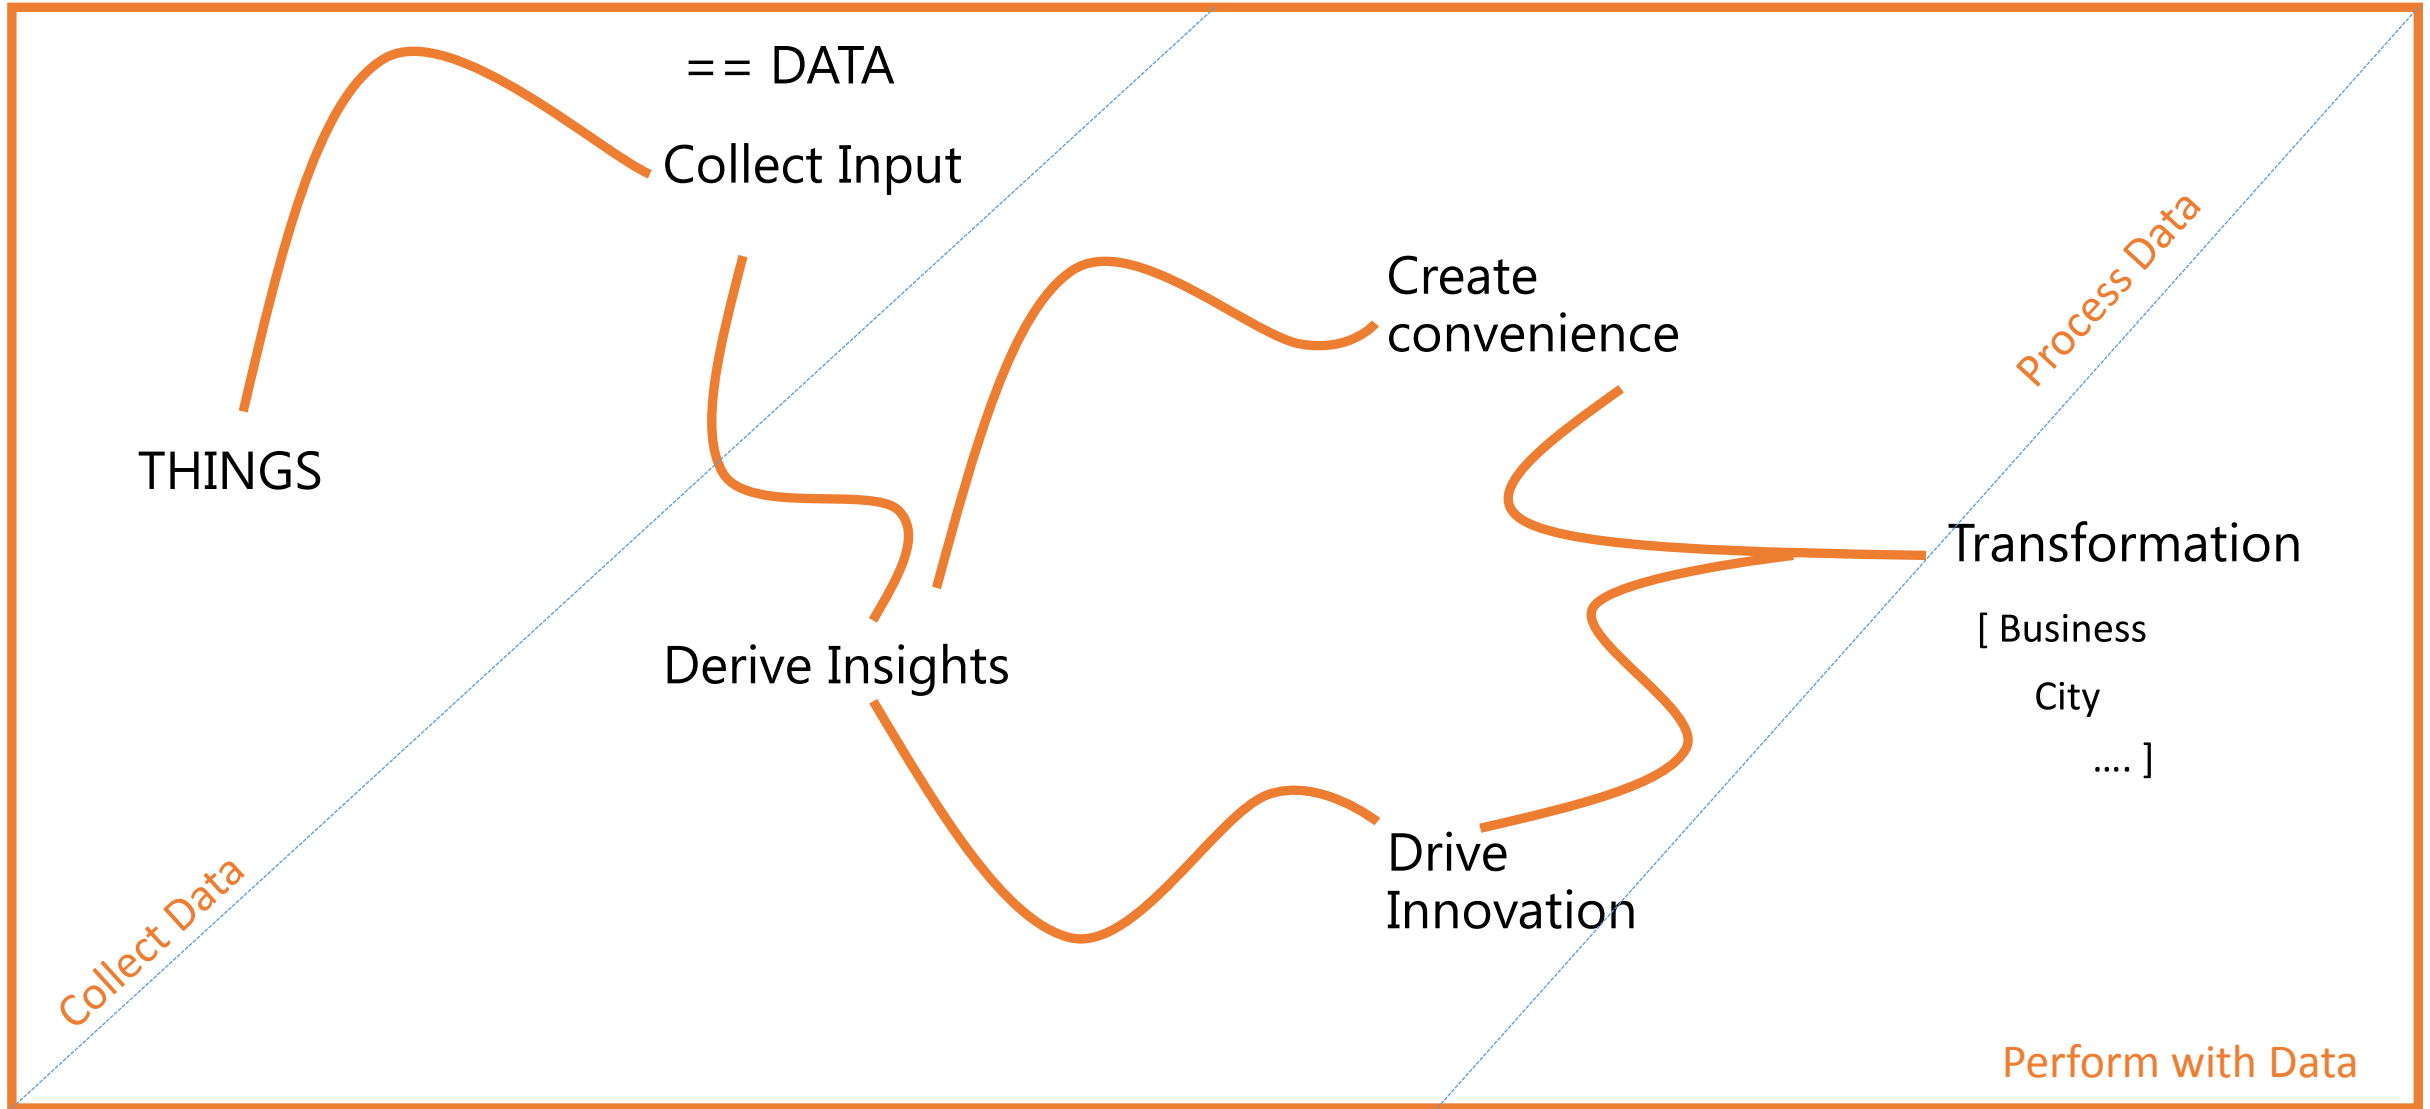 == DATA
Collect Input
THINGS
Create
convenience
Process Data
Transformation
[ Business
City
.... ]
Derive Insights
Drive
Innovation
Collect Data
Perform with Data